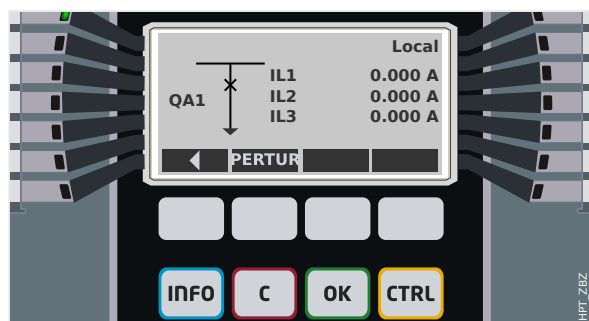 Local
IL1 0.000 A
QA1 IL2 0.000 A
IL3 0.000 A
PERTUR
INFO C OK CTRL
HPT_ZBZ